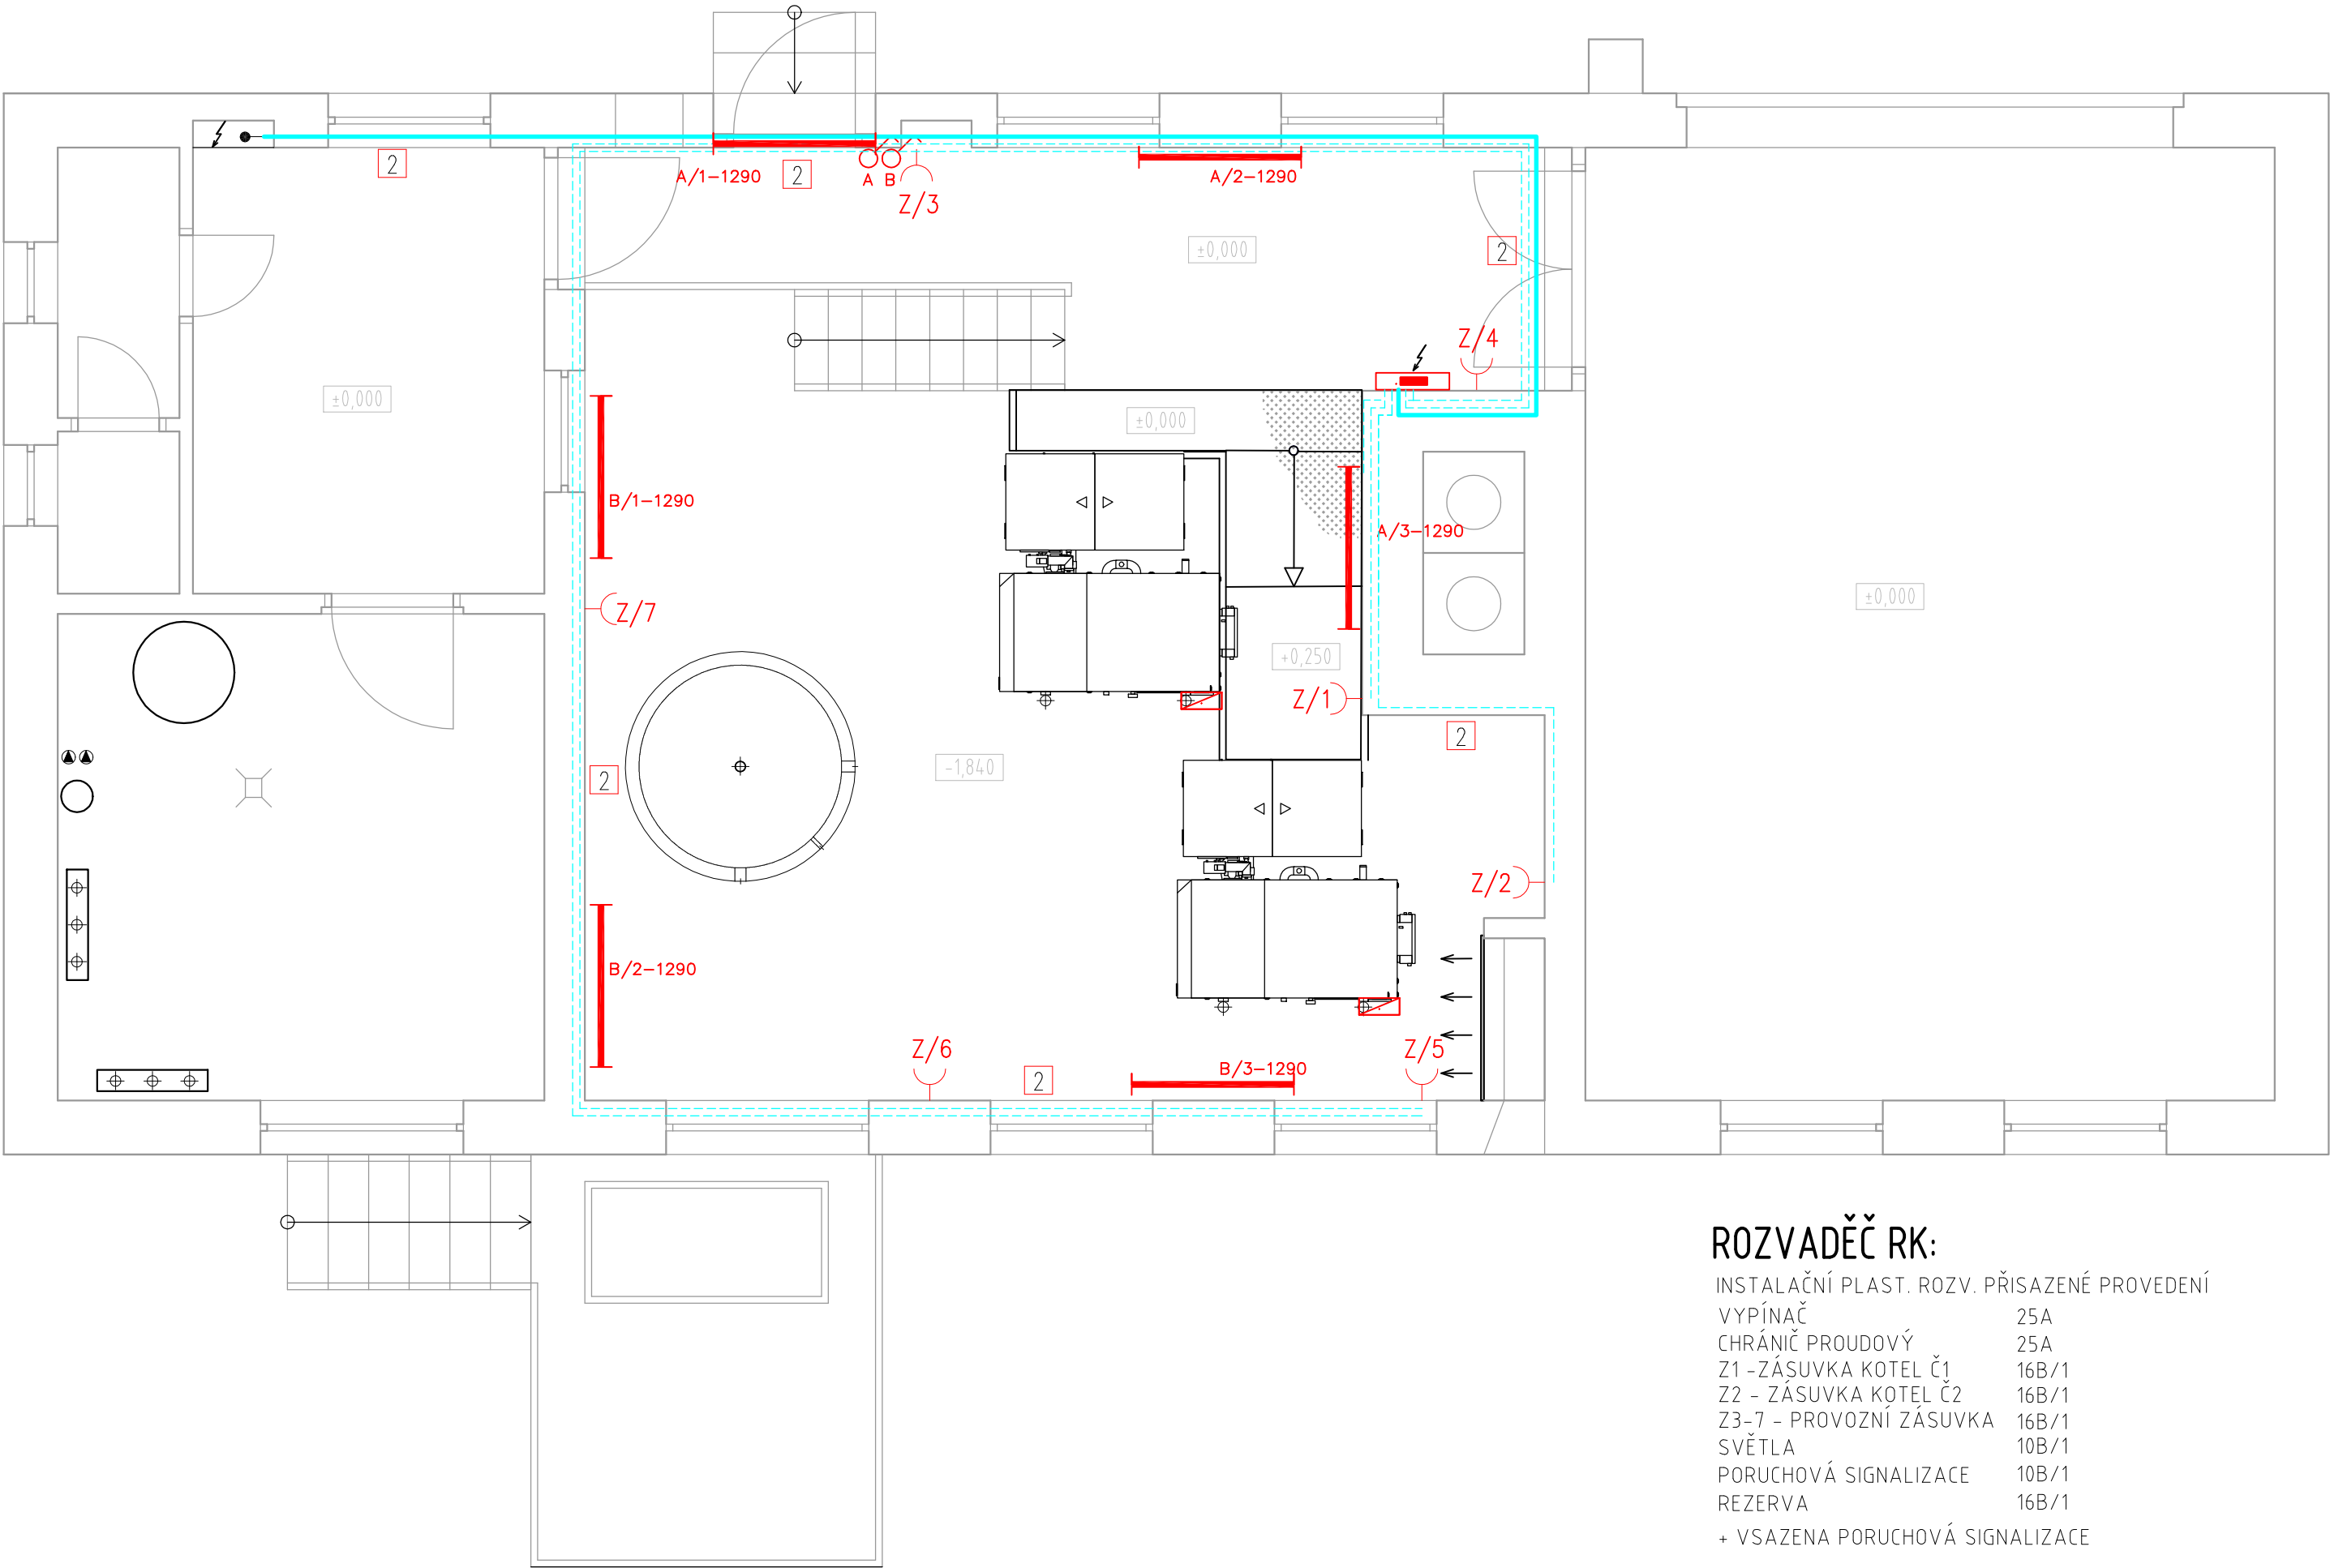 2
A/1-1290
2
A
B
Z/3
A/2-1290
±0,000
2
Z/4
±0,000
±0,000
B/1-1290
A/3-1290
±0,000
Z/7
+0,250
Z/1
2
-1,840
2
Z/2
B/2-1290
Z/6
2
B/3-1290
Z/5
ROZVADĚČ RK:
INSTALAČNÍ PLAST. ROZV. PŘISAZENÉ PROVEDENÍ
VYPÍNAČ 25A
CHRÁNIČ PROUDOVÝ 25A
Z1 -ZÁSUVKA KOTEL Č1 16B/1
Z2 - ZÁSUVKA KOTEL Č2 16B/1
Z3-7 - PROVOZNÍ ZÁSUVKA 16B/1
SVĚTLA 10B/1
PORUCHOVÁ SIGNALIZACE 10B/1
REZERVA 16B/1
+ VSAZENA PORUCHOVÁ SIGNALIZACE